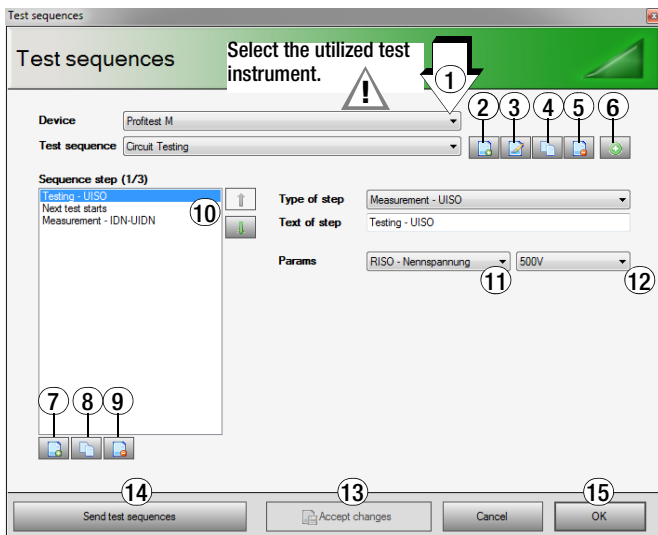 Test sequences
Test sequences
Select the utilized test
instrument.
!
1
2 3 4 5 6
Device Profitest M
Test sequence Circuit Testing
Sequence step (1/3)
Testing - UISO
Next test starts
Measurement - IDN-UIDN
10
Type of step Measurement - UISO
Text of step Testing - UISO
Params RISO - Nennspannung 500V
11 12
7 8 9
14 13 15
Send test sequences Accept changes Cancel OK